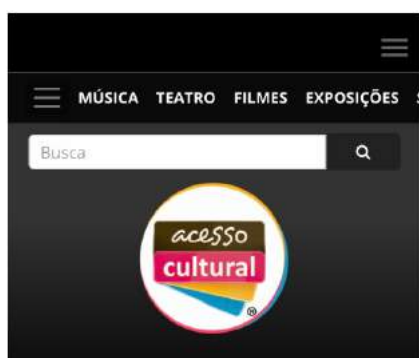 MÚSICA TEATRO FILMES EXPOSIÇÕES
Busca
acesso
cultural
®